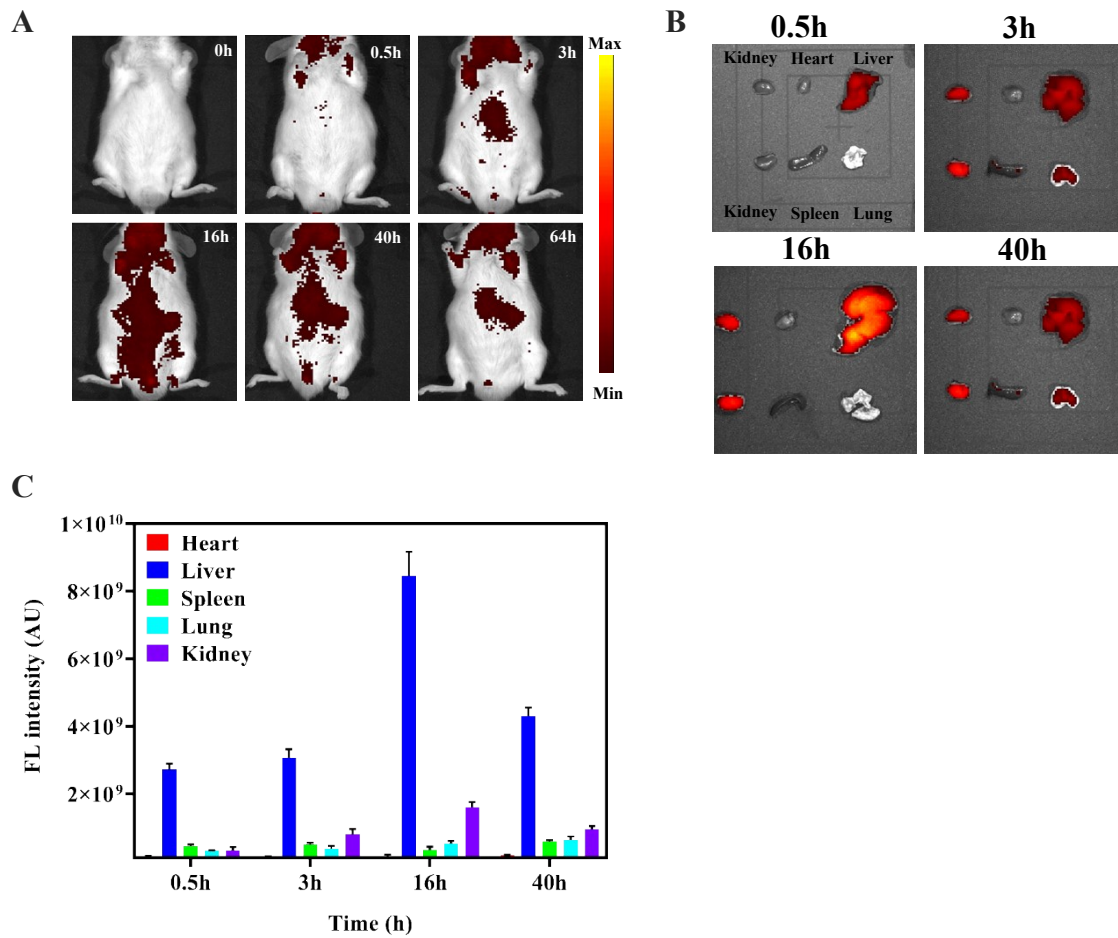 A
0h
0.5h
3h
Max
16h
40h
64h
Min
B
0.5h
3h
Kidney Heart Liver
Kidney Spleen Lung
16h
40h
C
FL intensity (AU)
1×10¹⁰
8×10⁹
6×10⁹
4×10⁹
2×10⁹
Heart
Liver
Spleen
Lung
Kidney
0.5h
3h
16h
40h
Time (h)